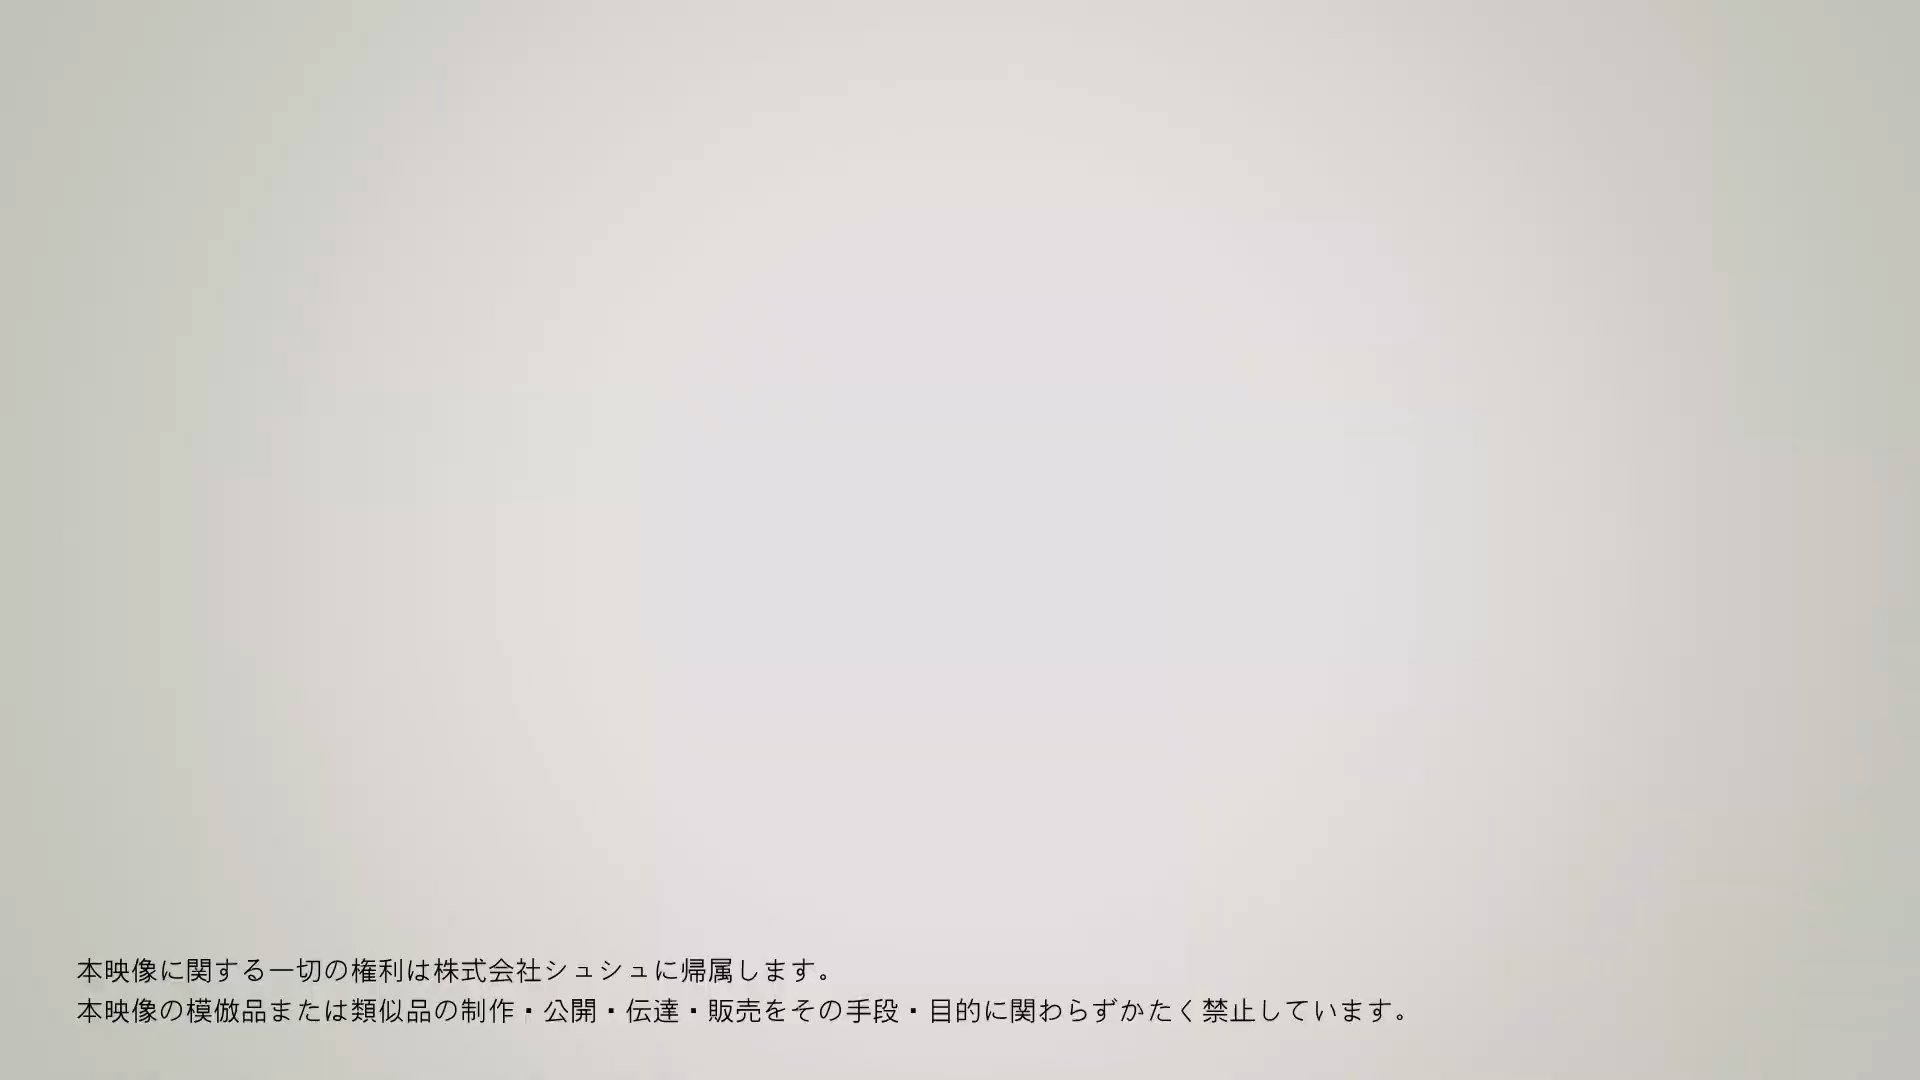 本映像に関する一切の権利は株式会社シュシュに帰属します。
本映像の模倣品または類似品の制作・公開・伝達・販売をその手段・目的に関わらずかたく禁止しています。